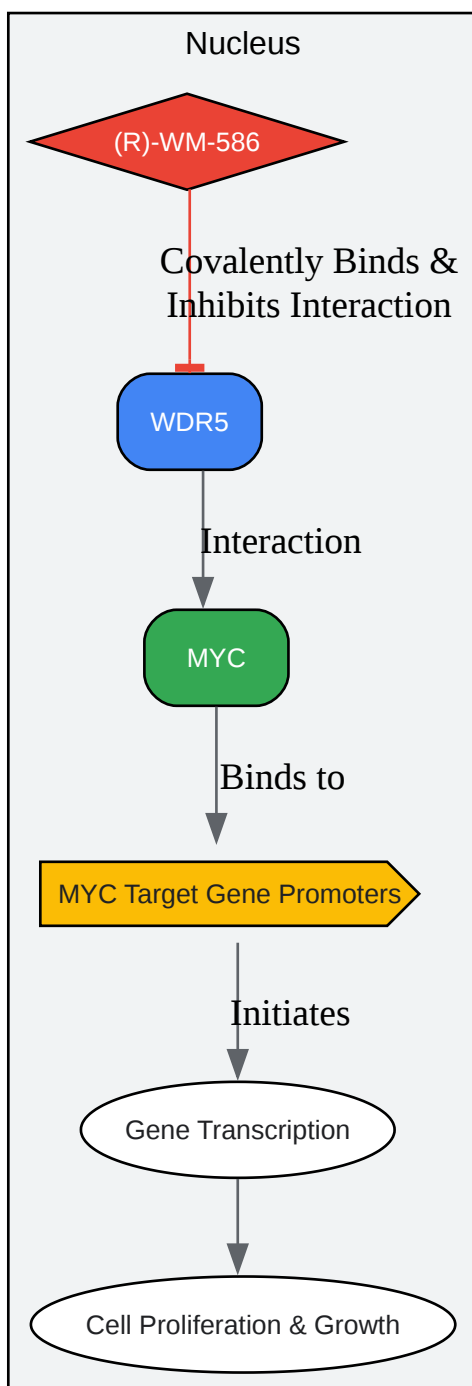 Nucleus
(R)-WM-586
Covalently Binds &
Inhibits Interaction
WDR5
Interaction
MYC
Binds to
MYC Target Gene Promoters
Initiates
Gene Transcription
Cell Proliferation & Growth